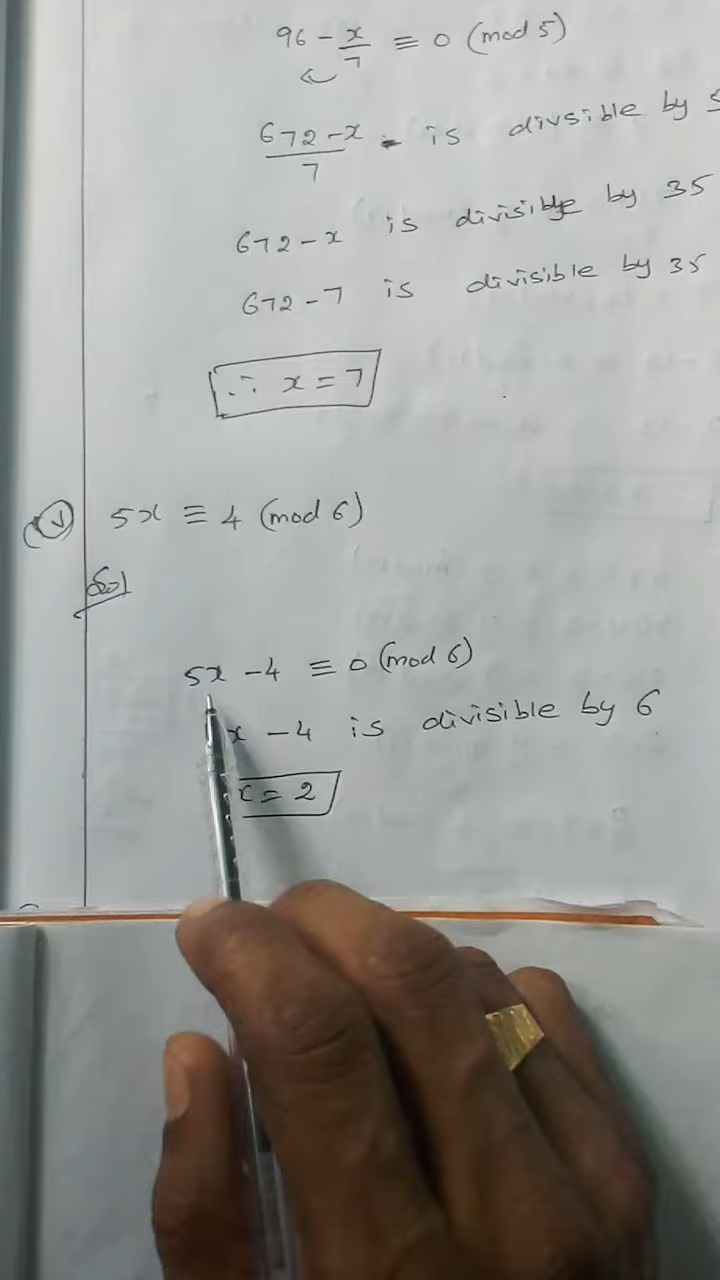 96 - x/7 ≡ 0 (mod 5)
672 - x / 7 is divsible by 5
672 - x is divisible by 35
672 - 7 is divisible by 35
∴ x = 7
(v) 5x ≡ 4 (mod 6)
Sol
5x - 4 ≡ 0 (mod 6)
x - 4 is divisible by 6
x = 2